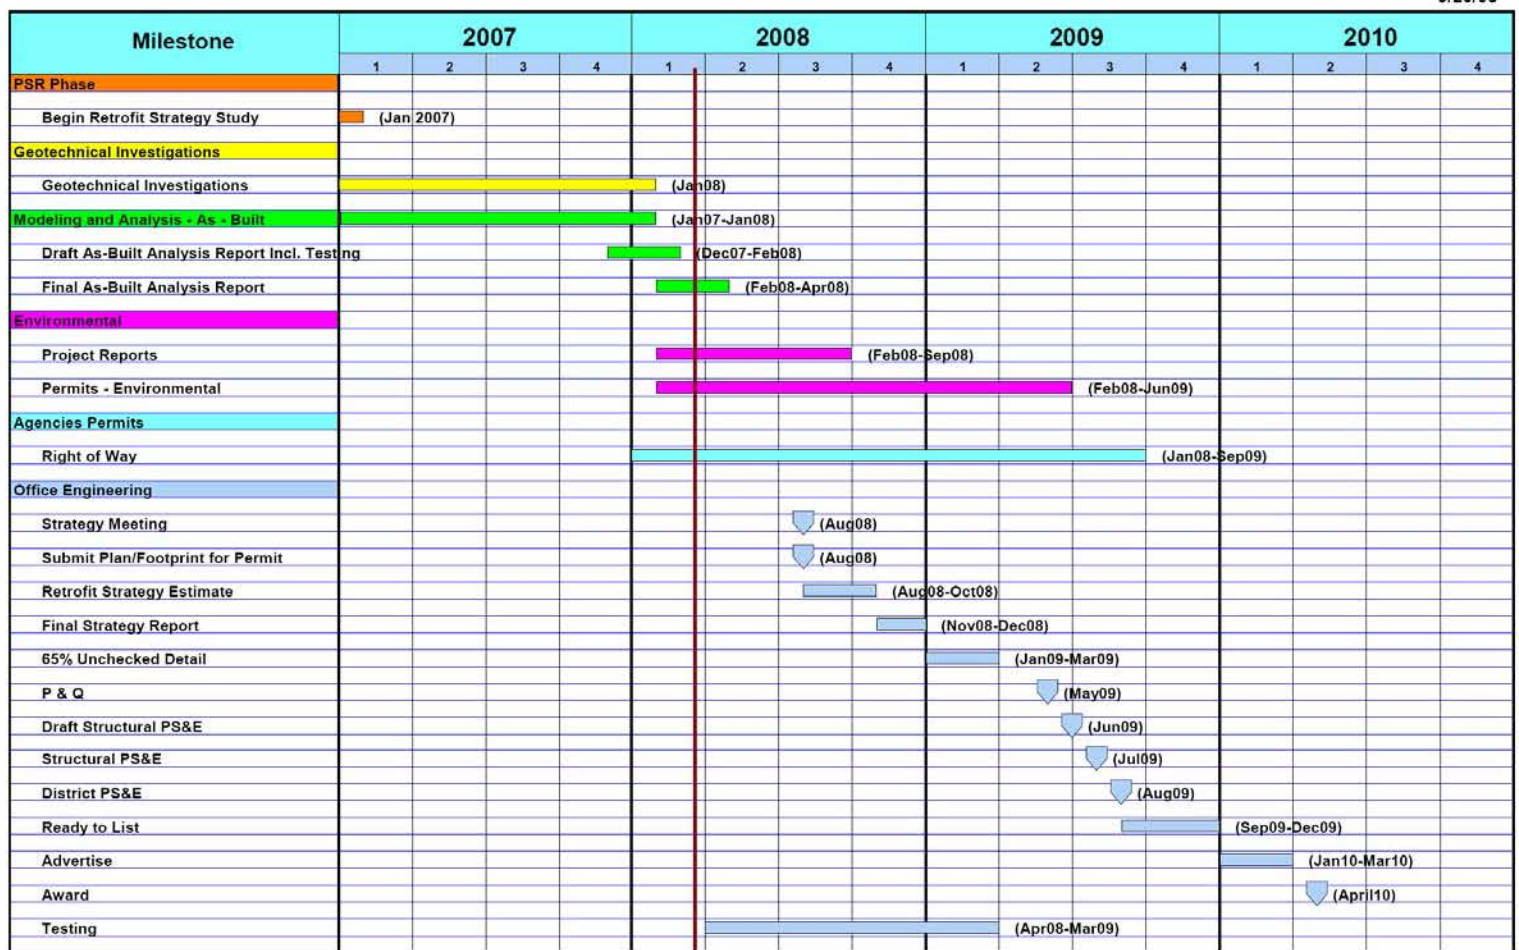 Milestone 2007 2008 2009 2010
1 2 3 4 1 2 3 4 1 2 3 4 1 2 3 4
PSR Phase
Begin Retrofit Strategy Study (Jan 2007)
Geotechnical Investigations
Geotechnical Investigations (Jan08)
Modeling and Analysis - As - Built (Jan07-Jan08)
Draft As-Built Analysis Report Incl. Testing (Dec07-Feb08)
Final As-Built Analysis Report (Feb08-Apr08)
Environmental
Project Reports (Feb08-Sep08)
Permits - Environmental (Feb08-Jun09)
Agencies Permits
Right of Way (Jan08-Sep09)
Office Engineering
Strategy Meeting (Aug08)
Submit Plan/Footprint for Permit (Aug08)
Retrofit Strategy Estimate (Aug08-Oct08)
Final Strategy Report (Nov08-Dec08)
65% Unchecked Detail (Jan09-Mar09)
P & Q (May09)
Draft Structural PS&E (Jun09)
Structural PS&E (Jul09)
District PS&E (Aug09)
Ready to List (Sep09-Dec09)
Advertise (Jan10-Mar10)
Award (April10)
Testing (Apr08-Mar09)